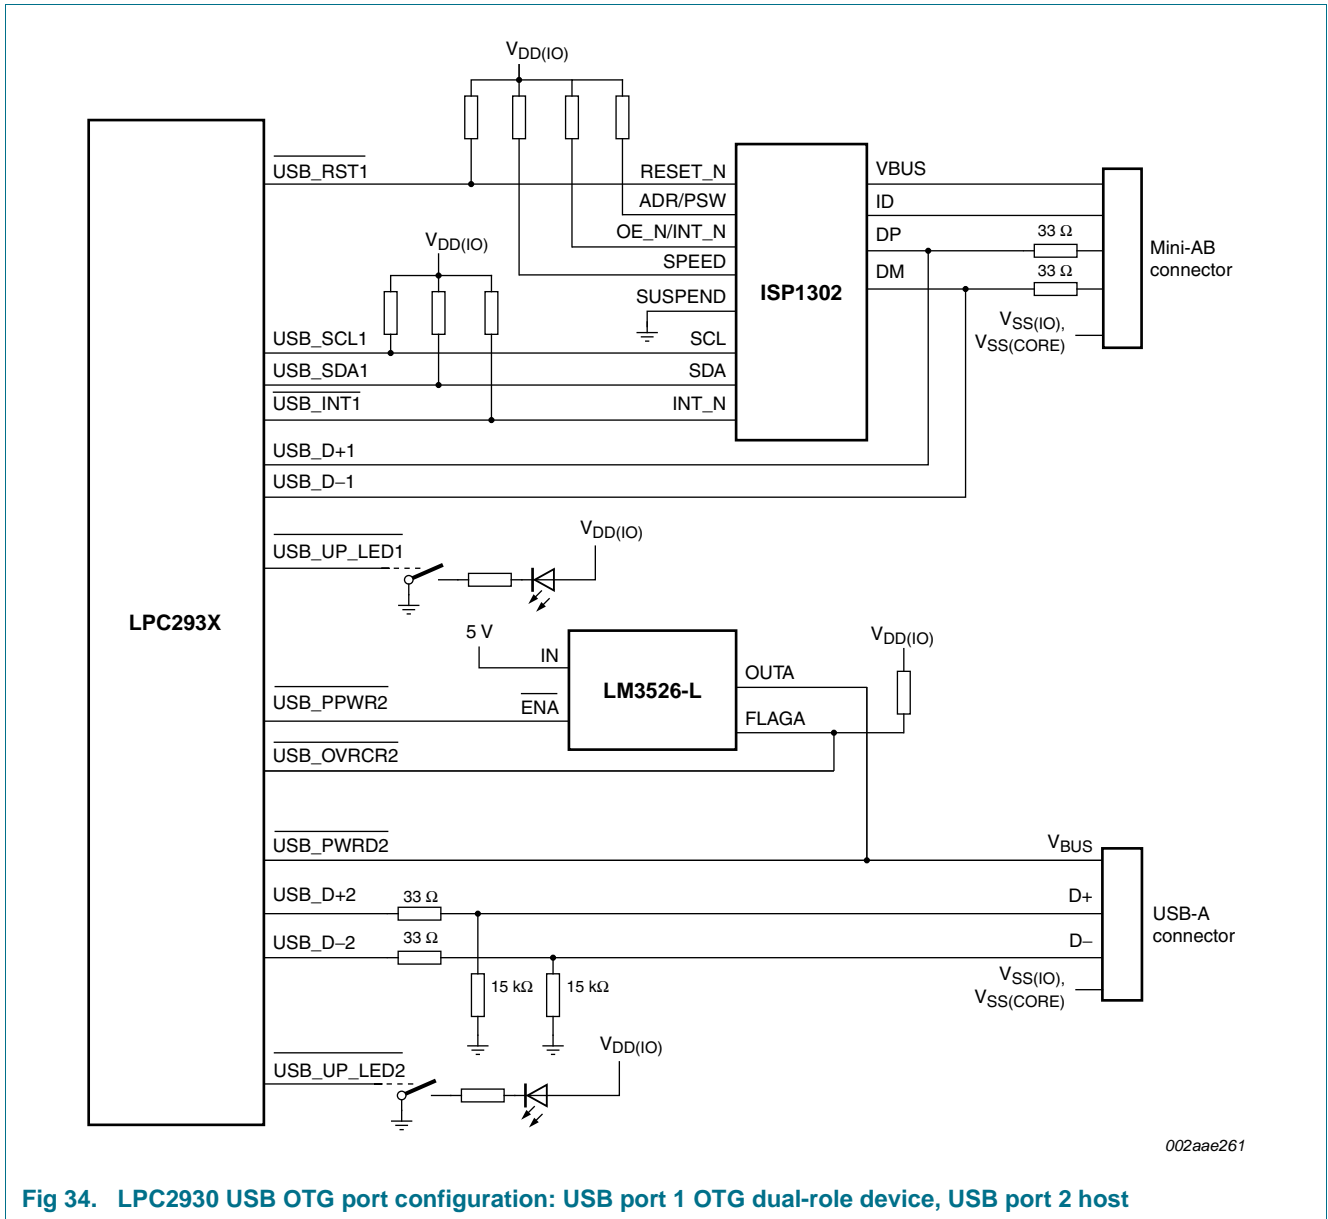 VDD(IO)
USB_RST1
RESET_N
ADR/PSW
OE_N/INT_N
SPEED
SUSPEND
SCL
SDA
INT_N
ISP1302
VBUS
ID
DP
DM
33 Ω
33 Ω
Mini-AB
connector
VSS(IO),
VSS(CORE)
VDD(IO)
USB_SCL1
USB_SDA1
USB_INT1
USB_D+1
USB_D−1
USB_UP_LED1
VDD(IO)
LPC293X
5 V
IN
ENA
LM3526-L
OUTA
FLAGA
VDD(IO)
USB_PPWR2
USB_OVRCR2
USB_PWRD2
VBUS
USB_D+2
33 Ω
D+
USB_D−2
33 Ω
D−
USB-A
connector
15 kΩ
15 kΩ
VSS(IO),
VSS(CORE)
USB_UP_LED2
VDD(IO)
002aae261
Fig 34. LPC2930 USB OTG port configuration: USB port 1 OTG dual-role device, USB port 2 host